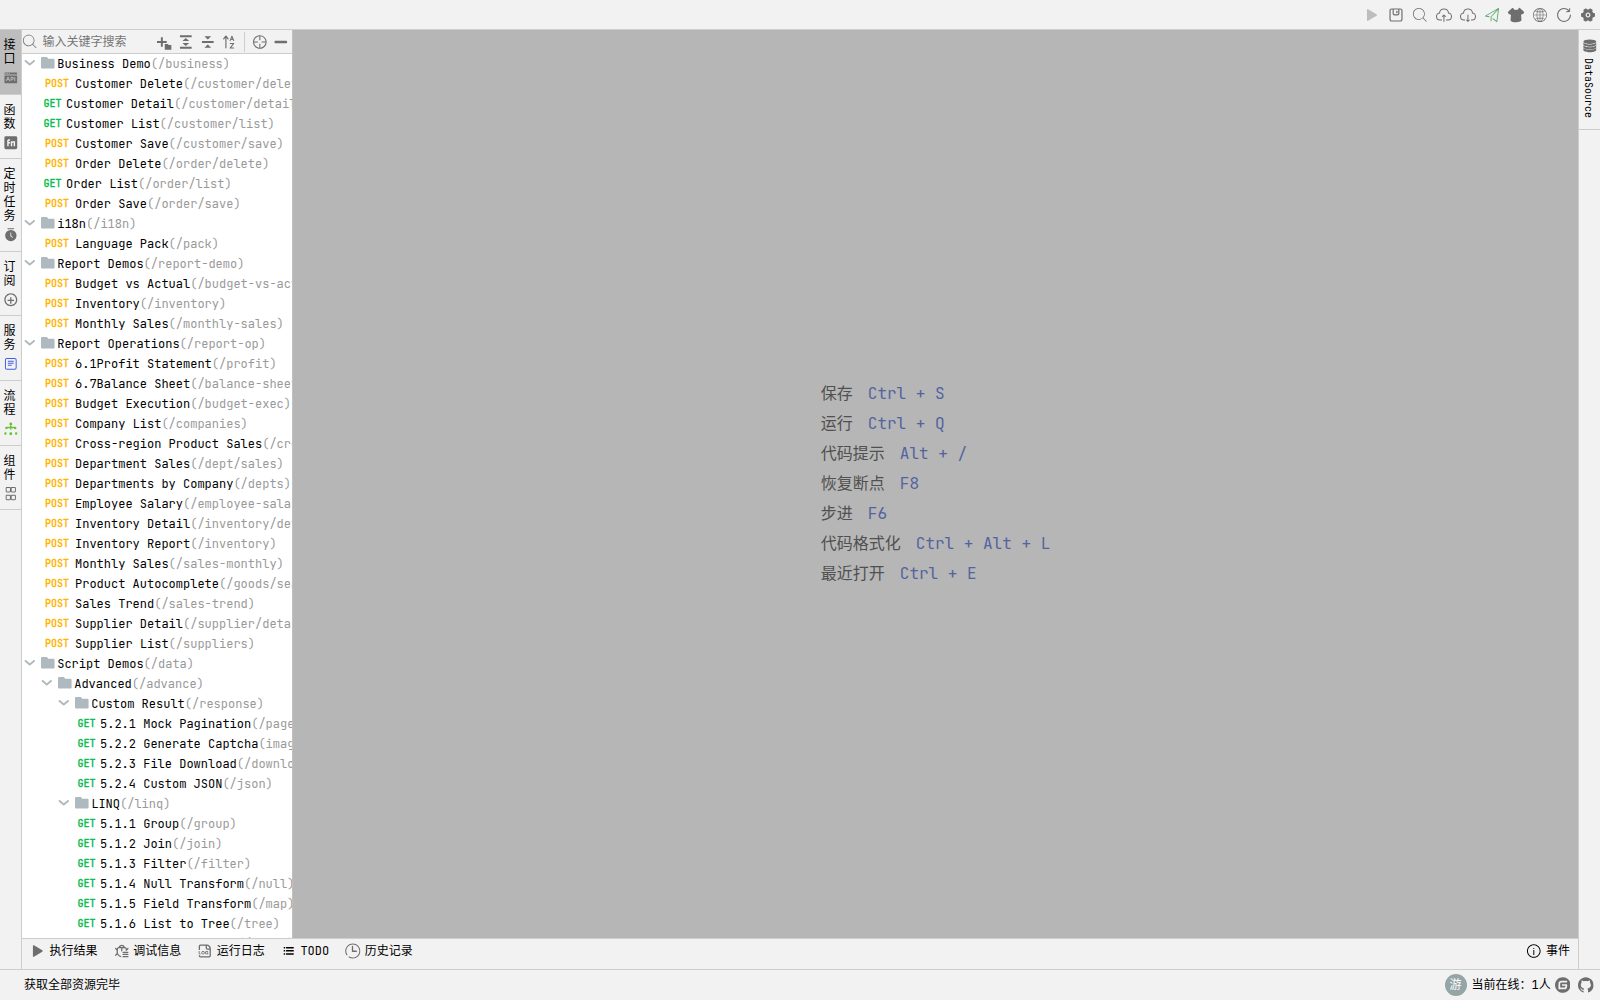 接口
函数
定时任务
订阅
服务
流程
组件
输入关键字搜索
Business Demo(/business)
POST Customer Delete(/customer/dele
GET Customer Detail(/customer/detail
GET Customer List(/customer/list)
POST Customer Save(/customer/save)
POST Order Delete(/order/delete)
GET Order List(/order/list)
POST Order Save(/order/save)
i18n(/i18n)
POST Language Pack(/pack)
Report Demos(/report-demo)
POST Budget vs Actual(/budget-vs-ac
POST Inventory(/inventory)
POST Monthly Sales(/monthly-sales)
Report Operations(/report-op)
POST 6.1Profit Statement(/profit)
POST 6.7Balance Sheet(/balance-shee
POST Budget Execution(/budget-exec)
POST Company List(/companies)
POST Cross-region Product Sales(/cr
POST Department Sales(/dept/sales)
POST Departments by Company(/depts)
POST Employee Salary(/employee-sala
POST Inventory Detail(/inventory/de
POST Inventory Report(/inventory)
POST Monthly Sales(/sales-monthly)
POST Product Autocomplete(/goods/se
POST Sales Trend(/sales-trend)
POST Supplier Detail(/supplier/deta
POST Supplier List(/suppliers)
Script Demos(/data)
Advanced(/advance)
Custom Result(/response)
GET 5.2.1 Mock Pagination(/page
GET 5.2.2 Generate Captcha(imag
GET 5.2.3 File Download(/downlo
GET 5.2.4 Custom JSON(/json)
LINQ(/linq)
GET 5.1.1 Group(/group)
GET 5.1.2 Join(/join)
GET 5.1.3 Filter(/filter)
GET 5.1.4 Null Transform(/null)
GET 5.1.5 Field Transform(/map)
GET 5.1.6 List to Tree(/tree)
保存 Ctrl + S
运行 Ctrl + Q
代码提示 Alt + /
恢复断点 F8
步进 F6
代码格式化 Ctrl + Alt + L
最近打开 Ctrl + E
DataSource
执行结果 调试信息 运行日志 TODO 历史记录 事件
获取全部资源完毕 游 当前在线：1人